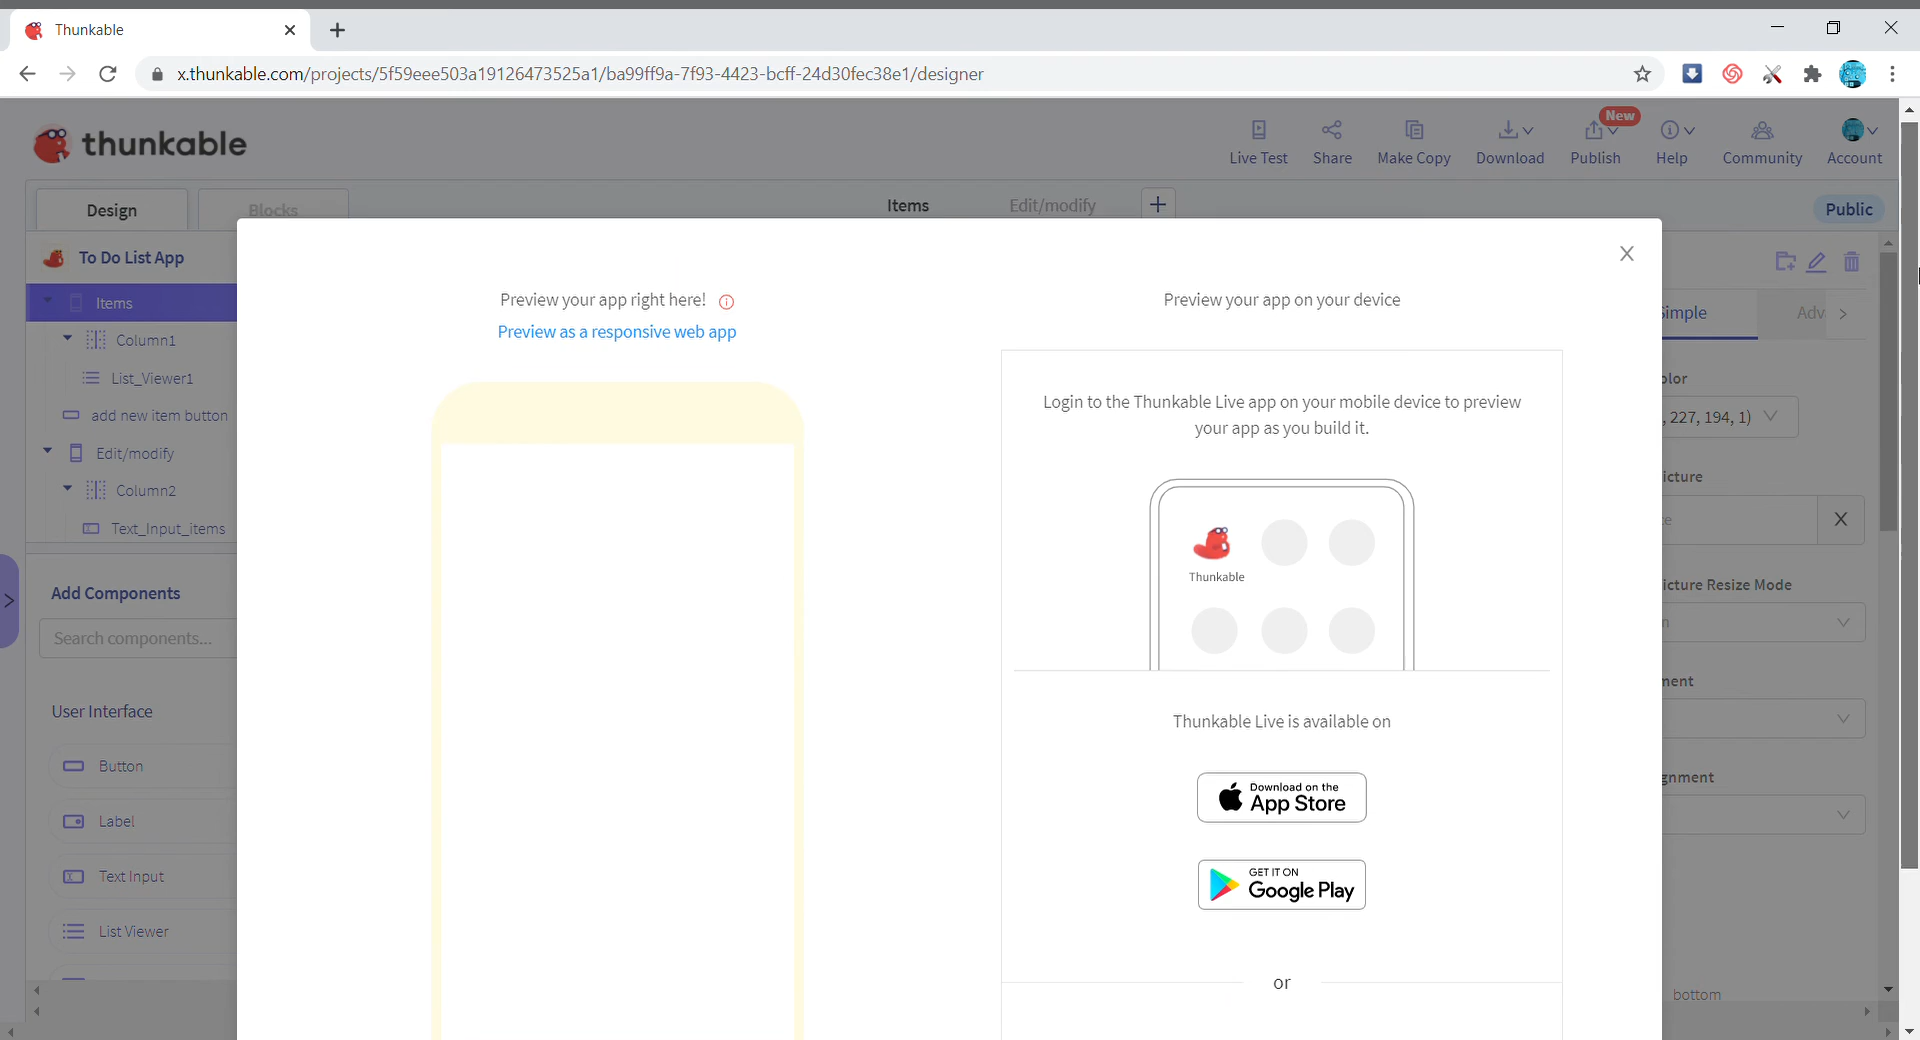 Thunkable
x.thunkable.com/projects/5f59eee503a19126473525a1/ba99ff9a-7f93-4423-bcff-24d30fec38e1/designer
thunkable
Live Test
Share
Make Copy
Download
New
Publish
Help
Community
Account
Design
Blocks
Items
Edit/modify
Public
To Do List App
Items
Column1
List_Viewer1
add new item button
Edit/modify
Column2
Text_Input_items
Add Components
Search components...
User Interface
Button
Label
Text Input
List Viewer
Preview your app right here!
Preview as a responsive web app
Preview your app on your device
Login to the Thunkable Live app on your mobile device to preview
your app as you build it.
Thunkable
Thunkable Live is available on
Download on the
App Store
GET IT ON
Google Play
or
Simple
Adv
olor
, 227, 194, 1)
icture
icture Resize Mode
ment
gnment
bottom